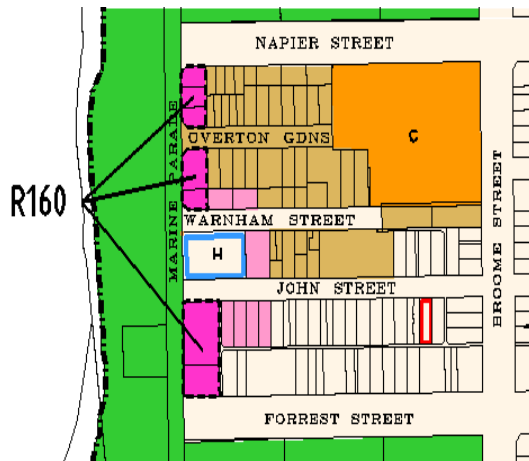 NAPIER STREET
C
OVERTON GDNS
R160
MARINE PARADE
WARNHAM STREET
BROOME STREET
H
JOHN STREET
FORREST STREET